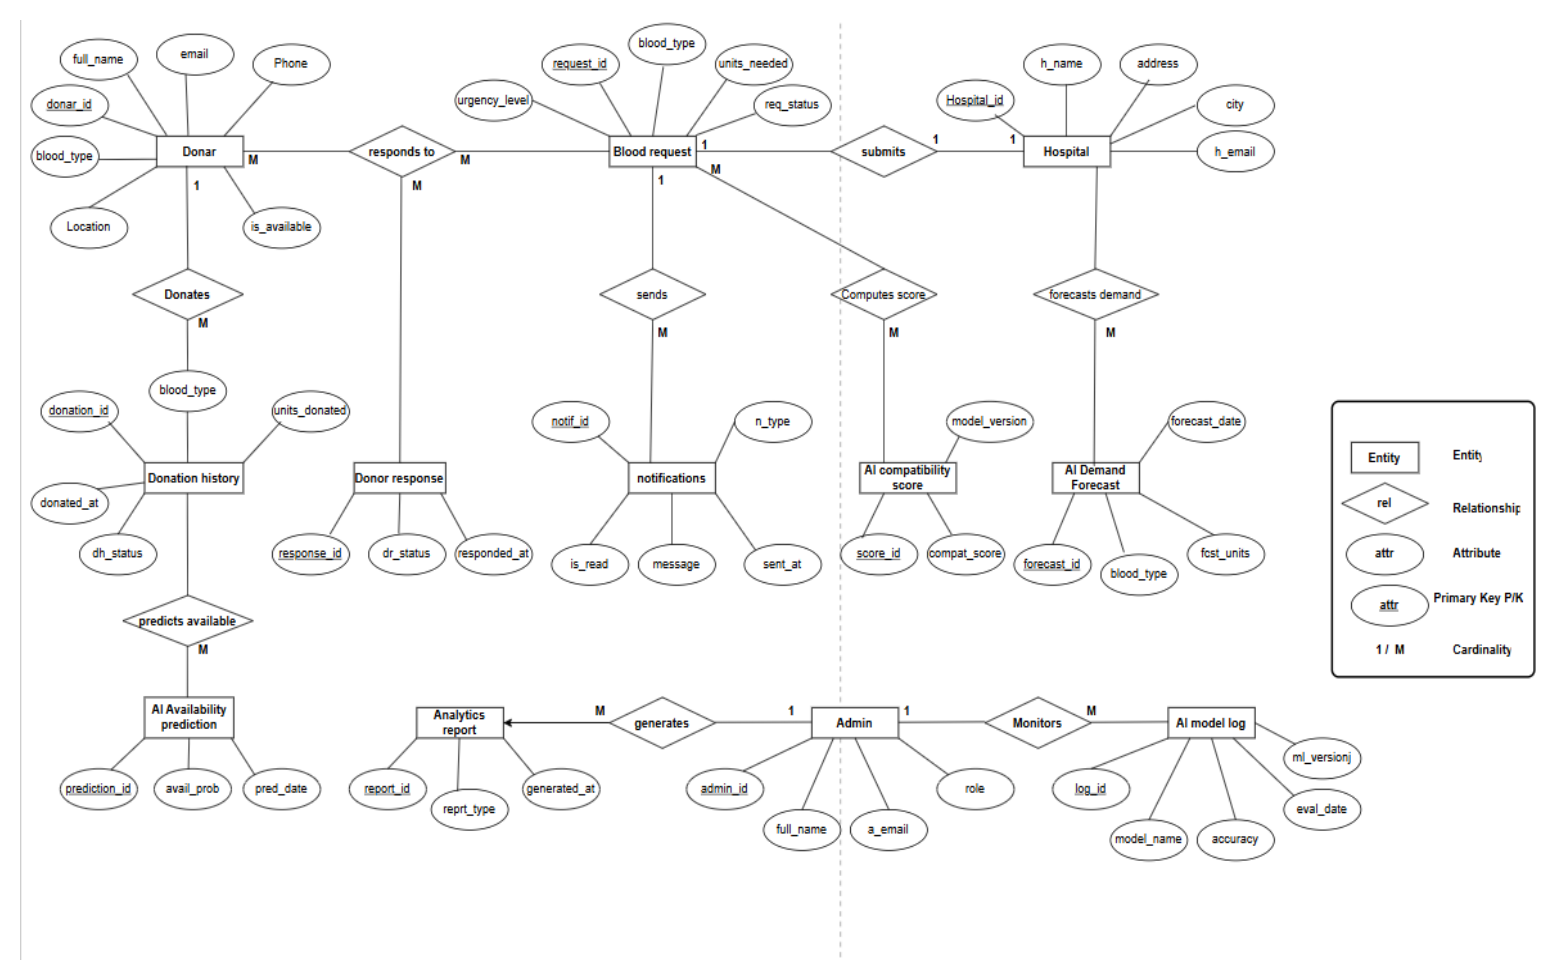 blood_type
full_name
email
Phone
request_id
units_needed
h_name
address
donar_id
urgency_level
req_status
Hospital_id
city
Donar
M
responds to
M
Blood request
1
submits
1
1
Hospital
h_email
blood_type
M
M
1
1
Location
is_available
Donates
sends
Computes score
forecasts demand
M
M
M
M
blood_type
donation_id
units_donated
notif_id
n_type
model_version
forecast_date
Donation history
Donor response
notifications
AI compatibility
score
AI Demand
Forecast
donated_at
dh_status
response_id
dr_status
responded_at
is_read
message
sent_at
score_id
compat_score
forecast_id
blood_type
fcst_units
Entity
Entity
rel
Relationship
attr
Attribute
attr
Primary Key P/K
1 / M
Cardinality
predicts available
M
AI Availability
prediction
Analytics
report
M
generates
1
Admin
1
Monitors
M
AI model log
prediction_id
avail_prob
pred_date
report_id
reprt_type
generated_at
admin_id
full_name
a_email
role
log_id
model_name
accuracy
eval_date
ml_versionj